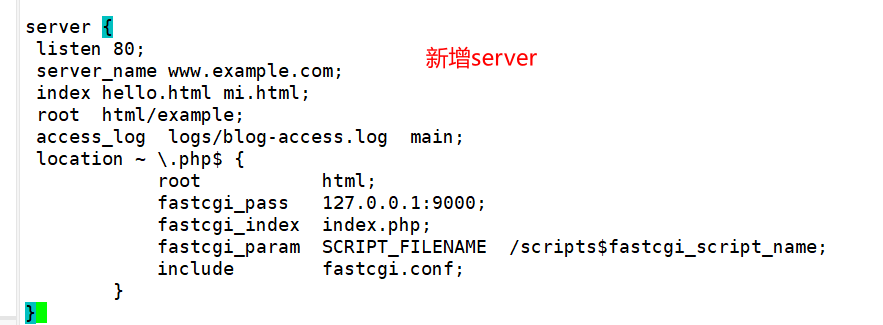 server {
 listen 80;
 server_name www.example.com;
 index hello.html mi.html;
 root  html/example;
 access_log  logs/blog-access.log  main;
 location ~ \.php$ {
            root           html;
            fastcgi_pass   127.0.0.1:9000;
            fastcgi_index  index.php;
            fastcgi_param  SCRIPT_FILENAME  /scripts$fastcgi_script_name;
            include        fastcgi.conf;
        }
}
新增server